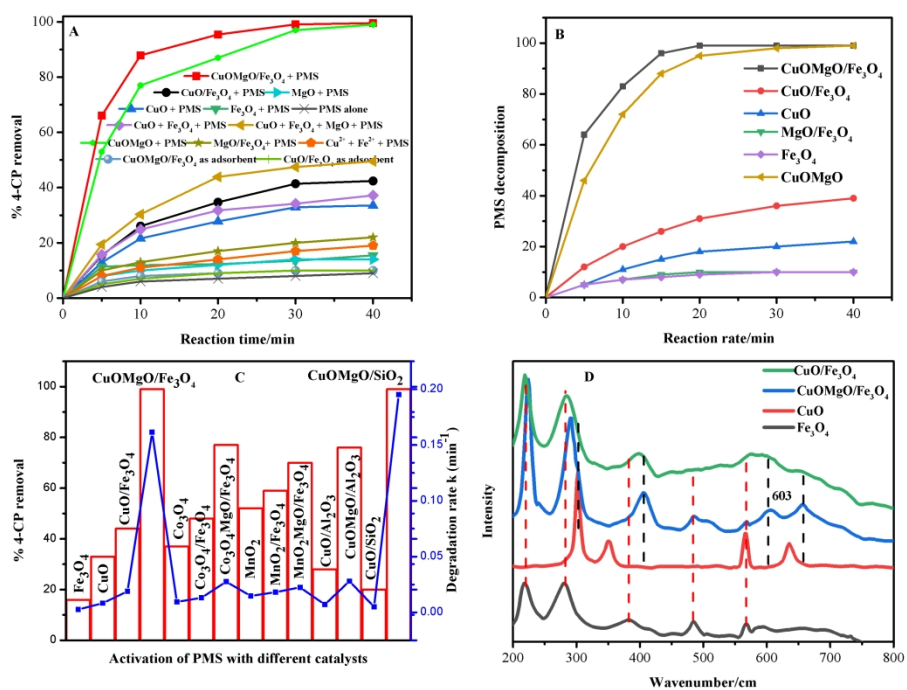 A
% 4-CP removal
100
80
60
40
20
0
CuOMgO/Fe₃O₄ + PMS
CuO/Fe₃O₄ + PMS MgO + PMS
CuO + PMS Fe₃O₄ + PMS PMS alone
CuO + Fe₃O₄ + PMS CuO + Fe₃O₄ + MgO + PMS
CuOMgO + PMS MgO/Fe₃O₄+ PMS Cu²⁺ + Fe²⁺ + PMS
CuOMgO/Fe₃O₄ as adsorbent CuO/Fe₃O₄ as adsorbent
0 10 20 30 40
Reaction time/min
B
PMS decomposition
100
80
60
40
20
0
CuOMgO/Fe₃O₄
CuO/Fe₃O₄
CuO
MgO/Fe₃O₄
Fe₃O₄
CuOMgO
0 10 20 30 40
Reaction rate/min
C
% 4-CP removal
100
80
60
40
20
0
Fe₃O₄
CuO
CuO/Fe₃O₄
CuOMgO/Fe₃O₄
Co₃O₄
Co₃O₄/Fe₃O₄
Co₃O₄MgO/Fe₃O₄
MnO₂
MnO₂/Fe₃O₄
MnO₂MgO/Fe₃O₄
CuO/Al₂O₃
CuOMgO/Al₂O₃
CuO/SiO₂
CuOMgO/SiO₂
0.20
0.15
0.10
0.05
0.00
Degradation rate k (min⁻¹)
Activation of PMS with different catalysts
D
Intensity
CuO/Fe₃O₄
CuOMgO/Fe₃O₄
CuO
Fe₃O₄
603
200 300 400 500 600 700 800
Wavenumber/cm